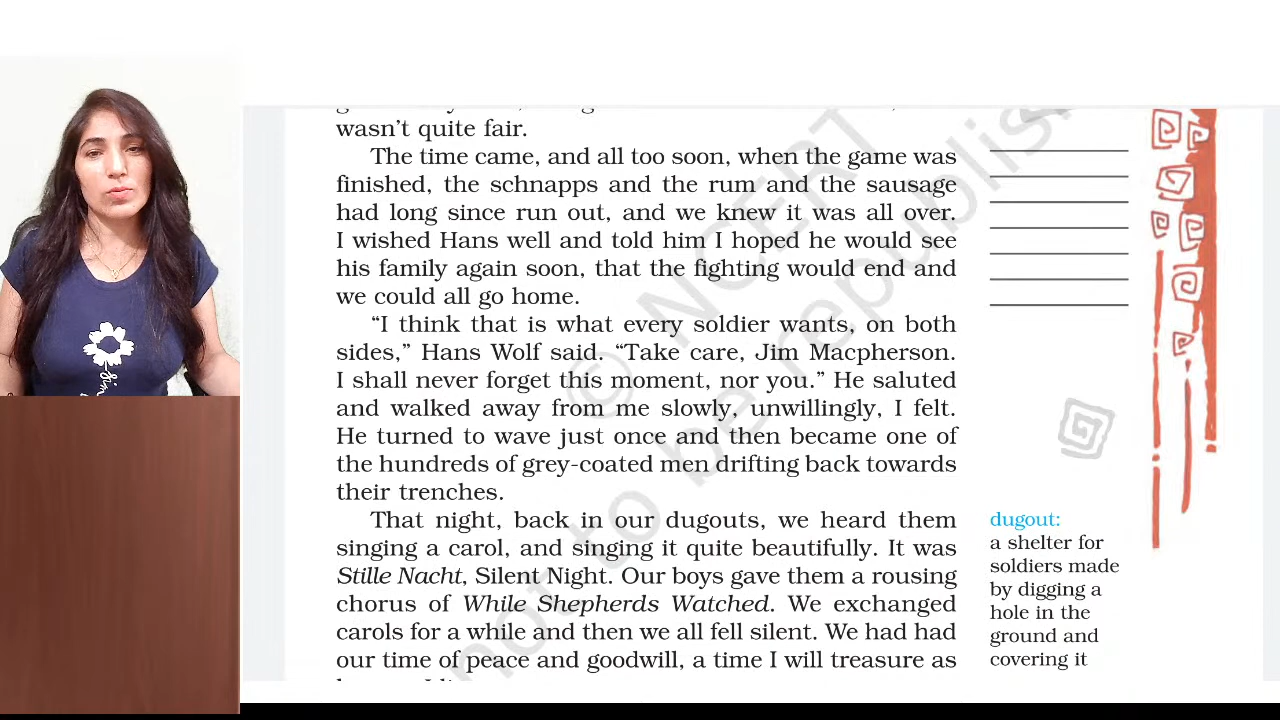 wasn't quite fair.
The time came, and all too soon, when the game was
finished, the schnapps and the rum and the sausage
had long since run out, and we knew it was all over.
I wished Hans well and told him I hoped he would see
his family again soon, that the fighting would end and
we could all go home.
“I think that is what every soldier wants, on both
sides,” Hans Wolf said. “Take care, Jim Macpherson.
I shall never forget this moment, nor you.” He saluted
and walked away from me slowly, unwillingly, I felt.
He turned to wave just once and then became one of
the hundreds of grey-coated men drifting back towards
their trenches.
That night, back in our dugouts, we heard them
singing a carol, and singing it quite beautifully. It was
Stille Nacht, Silent Night. Our boys gave them a rousing
chorus of While Shepherds Watched. We exchanged
carols for a while and then we all fell silent. We had had
our time of peace and goodwill, a time I will treasure as
dugout:
a shelter for
soldiers made
by digging a
hole in the
ground and
covering it
© NCERT
not to be republis